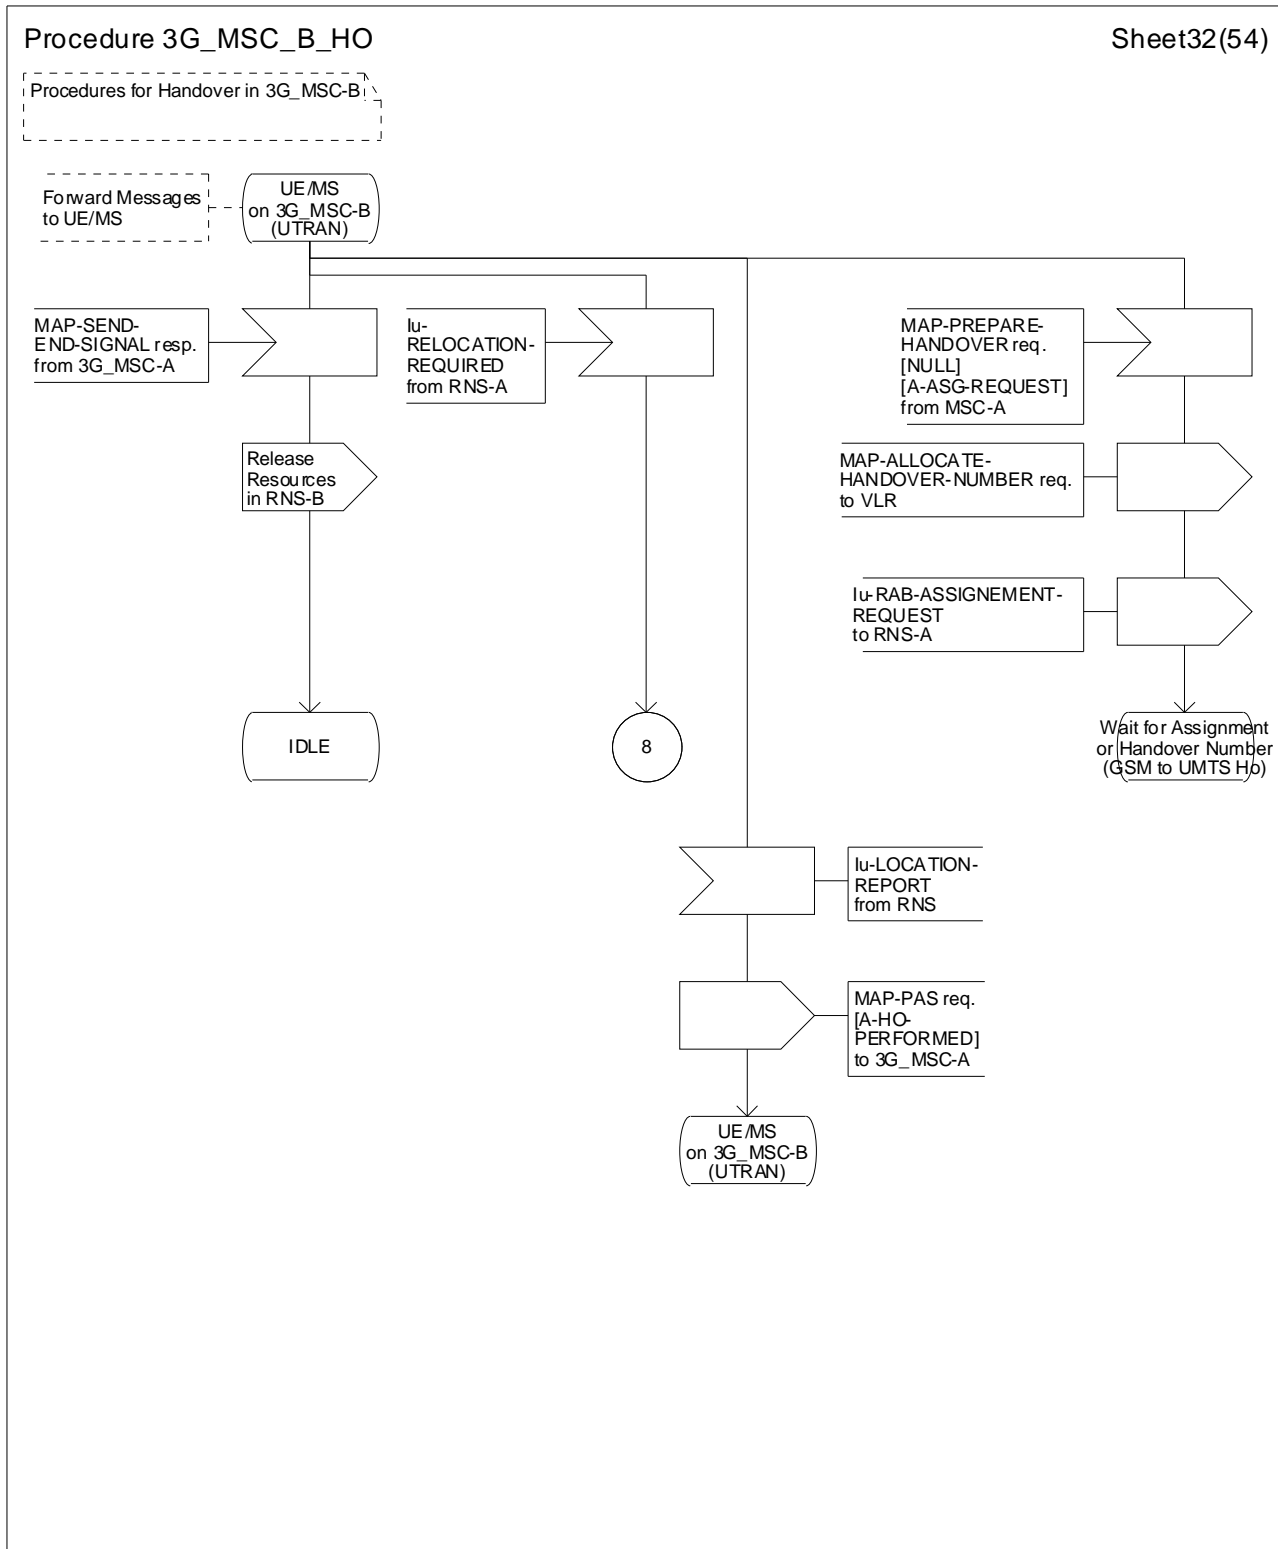 Procedure 3G_MSC_B_HO
Sheet32(54)
Procedures for Handover in 3G_MSC-B
Forward Messages
to UE/MS
UE/MS
on 3G_MSC-B
(UTRAN)
MAP-SEND-
END-SIGNAL resp.
from 3G_MSC-A
Iu-
RELOCATION-
REQUIRED
from RNS-A
MAP-PREPARE-
HANDOVER req.
[NULL]
[A-ASG-REQUEST]
from MSC-A
Release
Resources
in RNS-B
MAP-ALLOCATE-
HANDOVER-NUMBER req.
to VLR
Iu-RAB-ASSIGNEMENT-
REQUEST
to RNS-A
IDLE
8
Wait for Assignment
or Handover Number
(GSM to UMTS Ho)
Iu-LOCATION-
REPORT
from RNS
MAP-PAS req.
[A-HO-
PERFORMED]
to 3G_MSC-A
UE/MS
on 3G_MSC-B
(UTRAN)